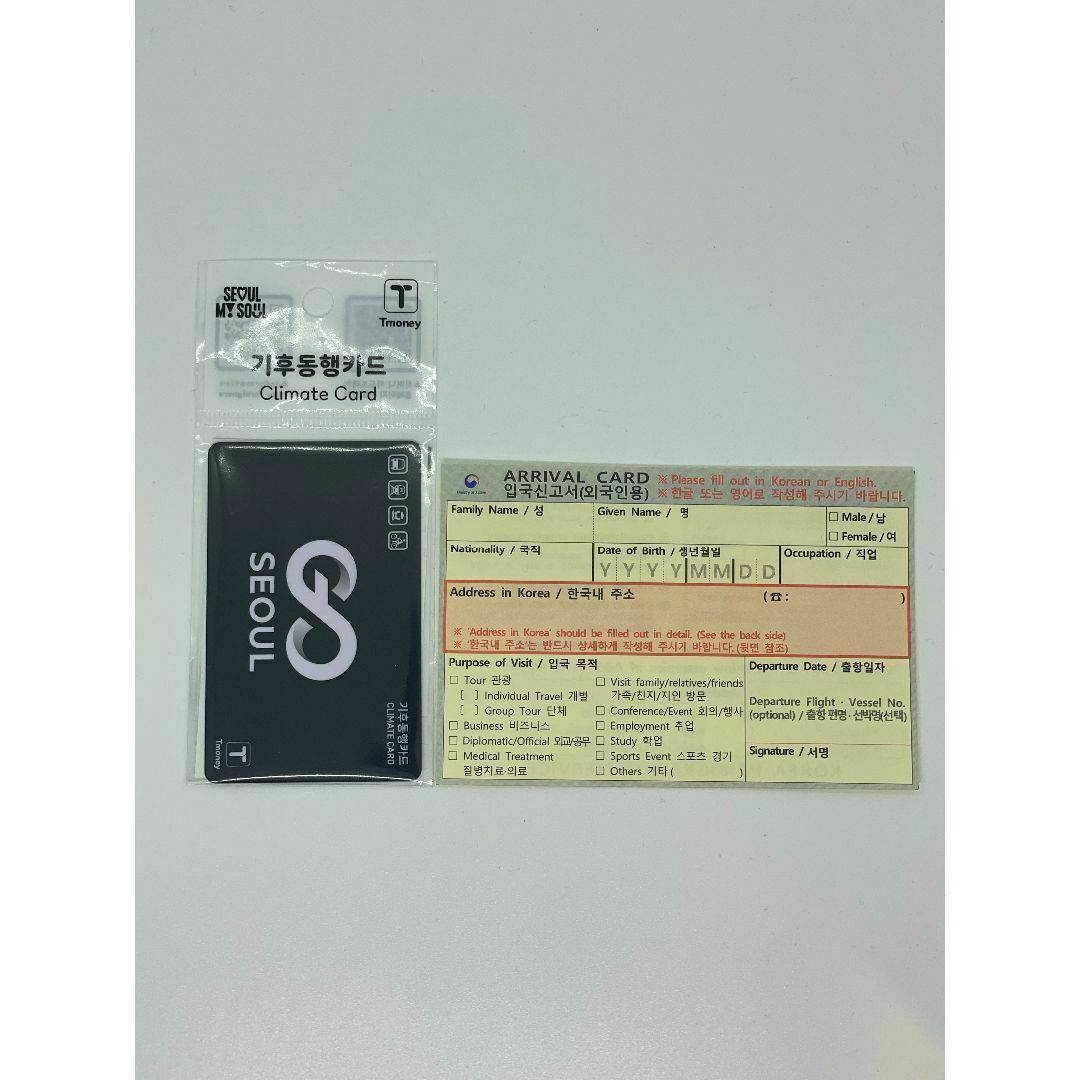 SEOUL
MY SOUL
Tmoney
기후동행카드
Climate Card
SEOUL
기후동행카드
CLIMATE CARD
Tmoney
ARRIVAL CARD
입국신고서(외국인용)
※ Please fill out in Korean or English.
※ 한글 또는 영어로 작성해 주시기 바랍니다.
Family Name / 성
Given Name / 명
□ Male / 남
□ Female / 여
Nationality / 국적
Date of Birth / 생년월일
Y Y Y Y M M D D
Occupation / 직업
Address in Korea / 한국내 주소
(☎ : )
※ 'Address in Korea' should be filled out in detail. (See the back side)
※ '한국내 주소'는 반드시 상세하게 작성해 주시기 바랍니다. (뒷면 참조)
Purpose of Visit / 입국 목적
□ Tour 관광
[ ] Individual Travel 개별
[ ] Group Tour 단체
□ Business 비즈니스
□ Diplomatic/Official 외교/공무
□ Medical Treatment
질병치료·의료
□ Visit family/relatives/friends
가족/친지/지인 방문
□ Conference/Event 회의/행사
□ Employment 취업
□ Study 학업
□ Sports Event 스포츠 경기
□ Others 기타 ( )
Departure Date / 출항일자
Departure Flight · Vessel No.
(optional) / 출항 편명·선박명(선택)
Signature / 서명